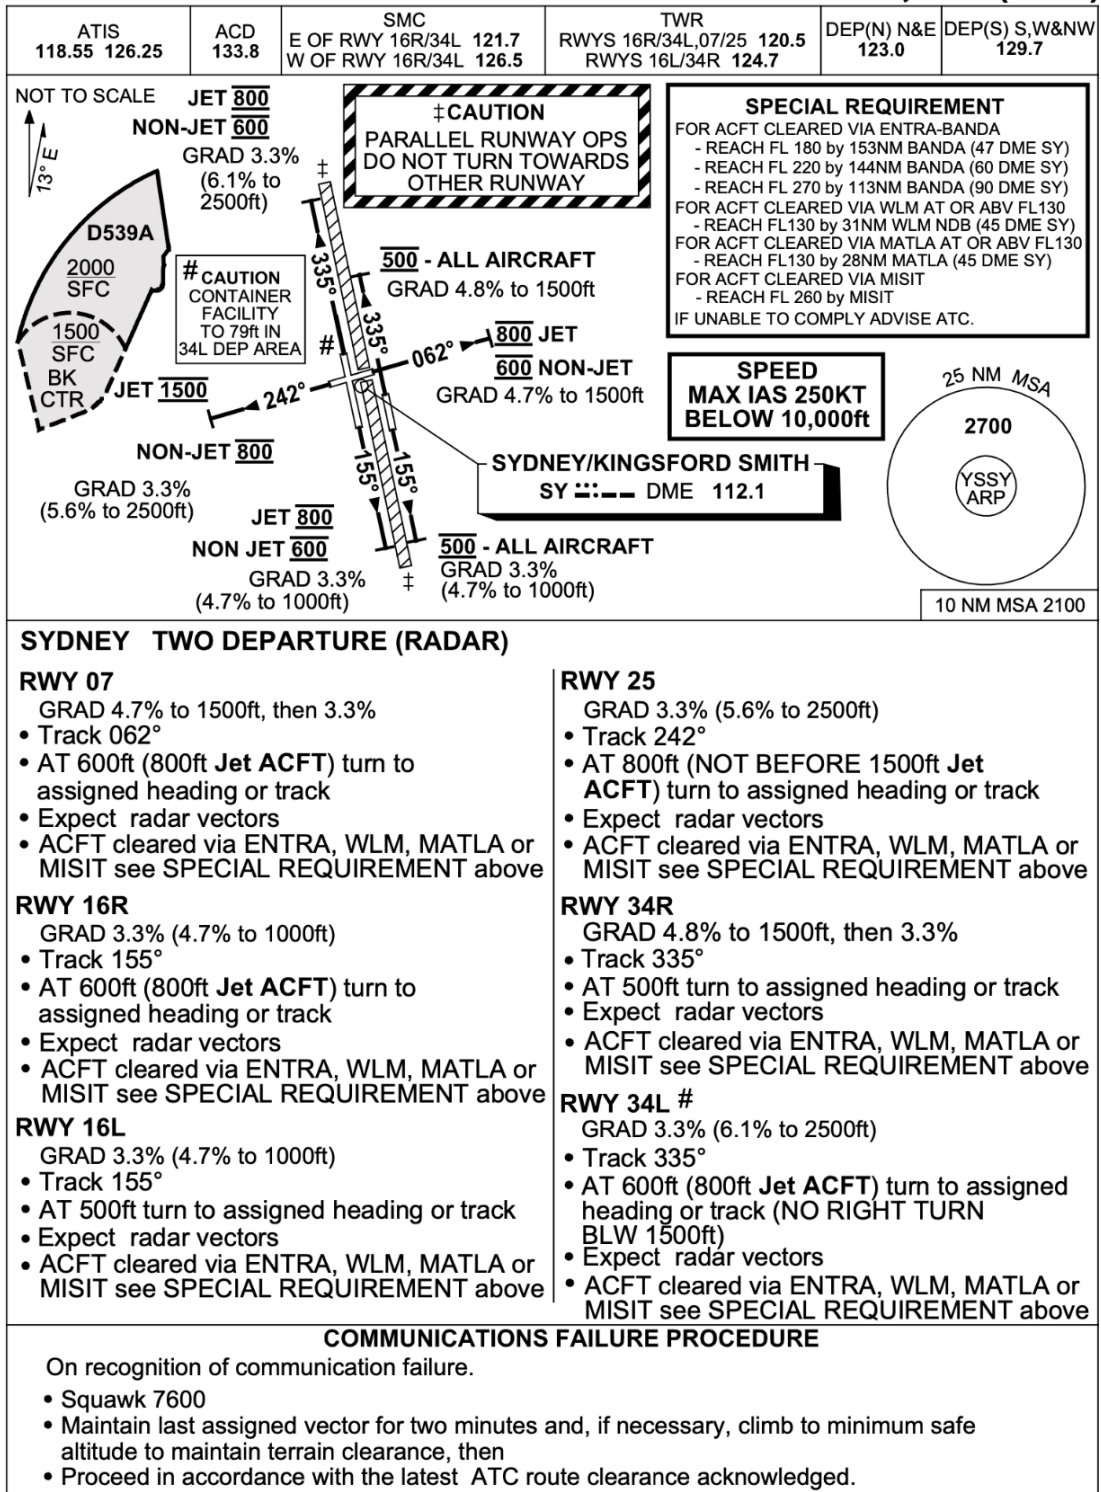 ATIS
118.55 126.25
ACD
133.8
SMC
E OF RWY 16R/34L 121.7
W OF RWY 16R/34L 126.5
TWR
RWYS 16R/34L,07/25 120.5
RWYS 16L/34R 124.7
DEP(N) N&E
123.0
DEP(S) S,W&NW
129.7
NOT TO SCALE
13° E
JET 800
NON-JET 600
GRAD 3.3%
(6.1% to
2500ft)
‡
‡CAUTION
PARALLEL RUNWAY OPS
DO NOT TURN TOWARDS
OTHER RUNWAY
SPECIAL REQUIREMENT
FOR ACFT CLEARED VIA ENTRA-BANDA
- REACH FL 180 by 153NM BANDA (47 DME SY)
- REACH FL 220 by 144NM BANDA (60 DME SY)
- REACH FL 270 by 113NM BANDA (90 DME SY)
FOR ACFT CLEARED VIA WLM AT OR ABV FL130
- REACH FL130 by 31NM WLM NDB (45 DME SY)
FOR ACFT CLEARED VIA MATLA AT OR ABV FL130
- REACH FL130 by 28NM MATLA (45 DME SY)
FOR ACFT CLEARED VIA MISIT
- REACH FL 260 by MISIT
IF UNABLE TO COMPLY ADVISE ATC.
D539A
2000
SFC
1500
SFC
BK
CTR
# CAUTION
CONTAINER
FACILITY
TO 79ft IN
34L DEP AREA
#
335°
335°
500 - ALL AIRCRAFT
GRAD 4.8% to 1500ft
062°
800 JET
600 NON-JET
GRAD 4.7% to 1500ft
JET 1500
242°
NON-JET 800
GRAD 3.3%
(5.6% to 2500ft)
SPEED
MAX IAS 250KT
BELOW 10,000ft
25 NM MSA
2700
YSSY
ARP
10 NM MSA 2100
SYDNEY/KINGSFORD SMITH
SY DME 112.1
155°
155°
JET 800
NON JET 600
GRAD 3.3%
(4.7% to 1000ft)
‡
500 - ALL AIRCRAFT
GRAD 3.3%
(4.7% to 1000ft)
SYDNEY TWO DEPARTURE (RADAR)
RWY 07
GRAD 4.7% to 1500ft, then 3.3%
• Track 062°
• AT 600ft (800ft Jet ACFT) turn to
assigned heading or track
• Expect radar vectors
• ACFT cleared via ENTRA, WLM, MATLA or
MISIT see SPECIAL REQUIREMENT above
RWY 16R
GRAD 3.3% (4.7% to 1000ft)
• Track 155°
• AT 600ft (800ft Jet ACFT) turn to
assigned heading or track
• Expect radar vectors
• ACFT cleared via ENTRA, WLM, MATLA or
MISIT see SPECIAL REQUIREMENT above
RWY 16L
GRAD 3.3% (4.7% to 1000ft)
• Track 155°
• AT 500ft turn to assigned heading or track
• Expect radar vectors
• ACFT cleared via ENTRA, WLM, MATLA or
MISIT see SPECIAL REQUIREMENT above
RWY 25
GRAD 3.3% (5.6% to 2500ft)
• Track 242°
• AT 800ft (NOT BEFORE 1500ft Jet
ACFT) turn to assigned heading or track
• Expect radar vectors
• ACFT cleared via ENTRA, WLM, MATLA or
MISIT see SPECIAL REQUIREMENT above
RWY 34R
GRAD 4.8% to 1500ft, then 3.3%
• Track 335°
• AT 500ft turn to assigned heading or track
• Expect radar vectors
• ACFT cleared via ENTRA, WLM, MATLA or
MISIT see SPECIAL REQUIREMENT above
RWY 34L #
GRAD 3.3% (6.1% to 2500ft)
• Track 335°
• AT 600ft (800ft Jet ACFT) turn to assigned
heading or track (NO RIGHT TURN
BLW 1500ft)
• Expect radar vectors
• ACFT cleared via ENTRA, WLM, MATLA or
MISIT see SPECIAL REQUIREMENT above
COMMUNICATIONS FAILURE PROCEDURE
On recognition of communication failure.
• Squawk 7600
• Maintain last assigned vector for two minutes and, if necessary, climb to minimum safe
altitude to maintain terrain clearance, then
• Proceed in accordance with the latest ATC route clearance acknowledged.